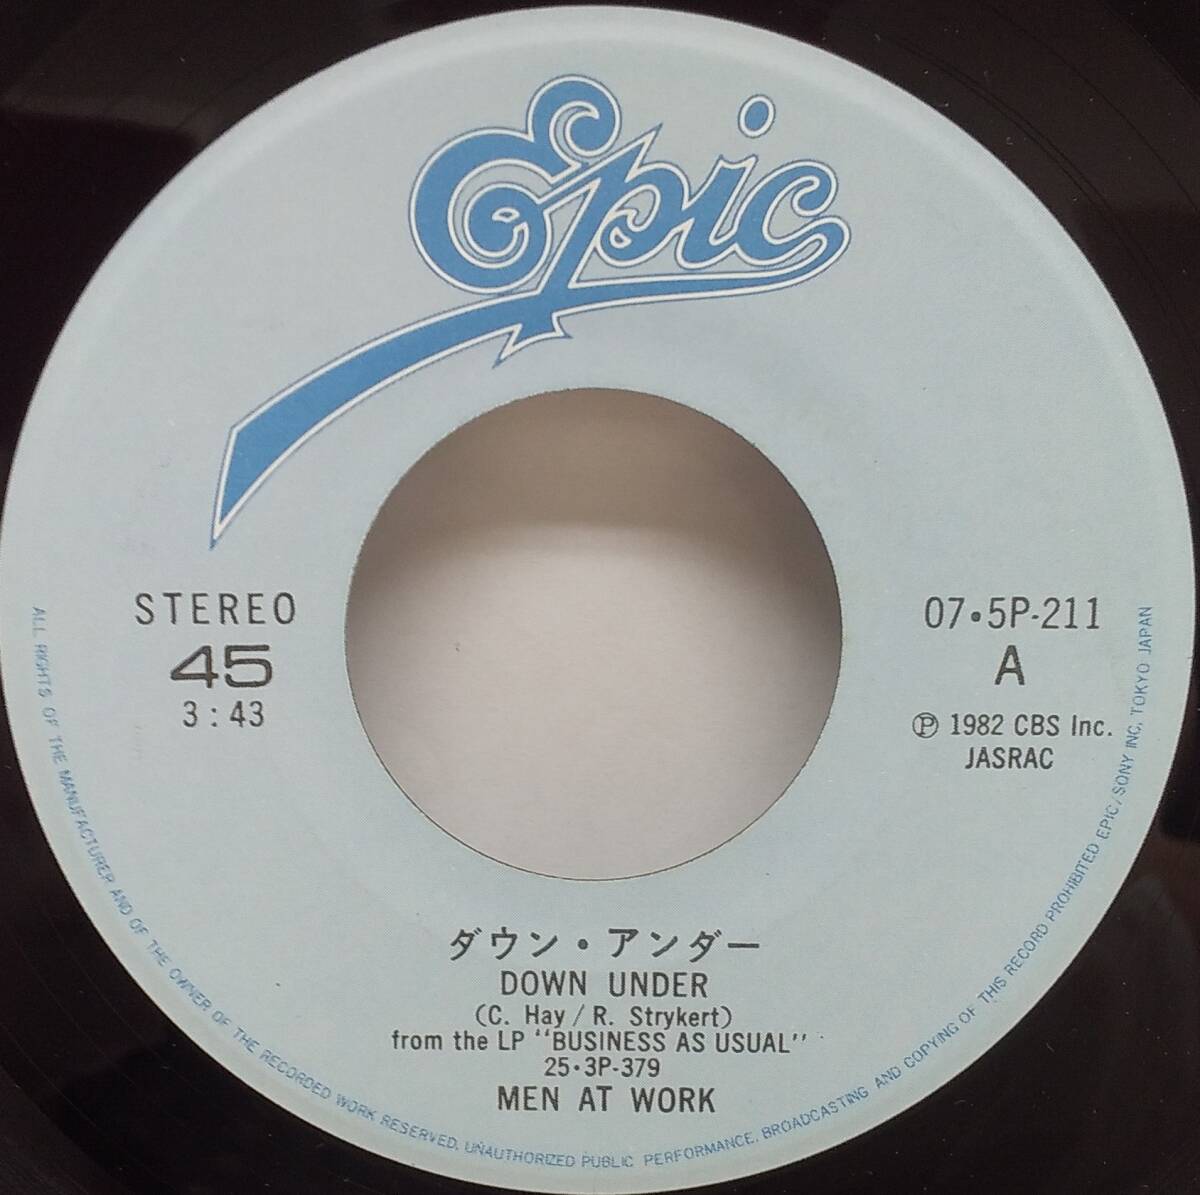 Epic
STEREO
45
3:43
07・5P-211
A
Ⓟ 1982 CBS Inc.
JASRAC
ダウン・アンダー
DOWN UNDER
(C. Hay / R. Strykert)
from the LP "BUSINESS AS USUAL"
25・3P-379
MEN AT WORK
ALL RIGHTS OF THE MANUFACTURER AND OF THE OWNER OF THE RECORDED WORK RESERVED. UNAUTHORIZED PUBLIC PERFORMANCE, BROADCASTING AND COPYING OF THIS RECORD PROHIBITED EPIC/SONY INC, TOKYO JAPAN